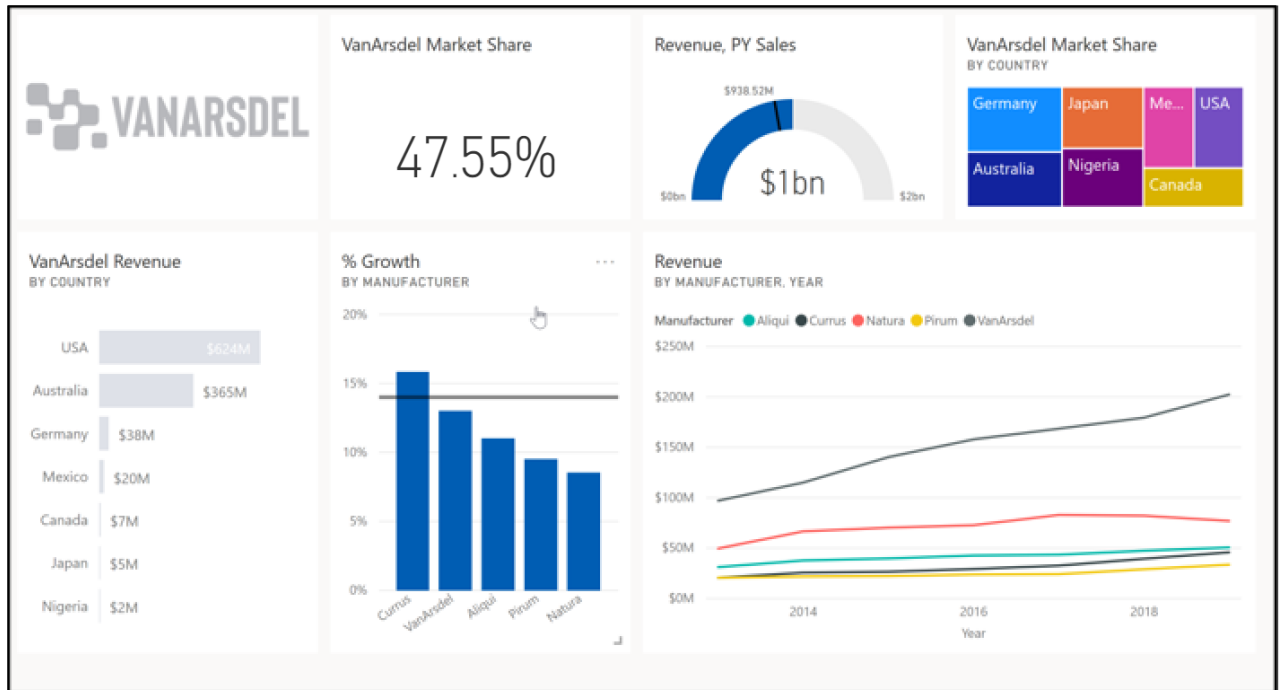 VANARSDEL
VanArsdel Market Share
47.55%
Revenue, PY Sales
$938.52M
$1bn
$0bn
$2bn
VanArsdel Market Share
BY COUNTRY
Germany
Japan
Me...
USA
Australia
Nigeria
Canada
VanArsdel Revenue
BY COUNTRY
USA $624M
Australia $365M
Germany $38M
Mexico $20M
Canada $7M
Japan $5M
Nigeria $2M
% Growth
BY MANUFACTURER
20%
15%
10%
5%
0%
Currus
VanArsdel
Aliqui
Pirum
Natura
Revenue
BY MANUFACTURER, YEAR
Manufacturer Aliqui Currus Natura Pirum VanArsdel
$250M
$200M
$150M
$100M
$50M
$0M
2014 2016 2018
Year